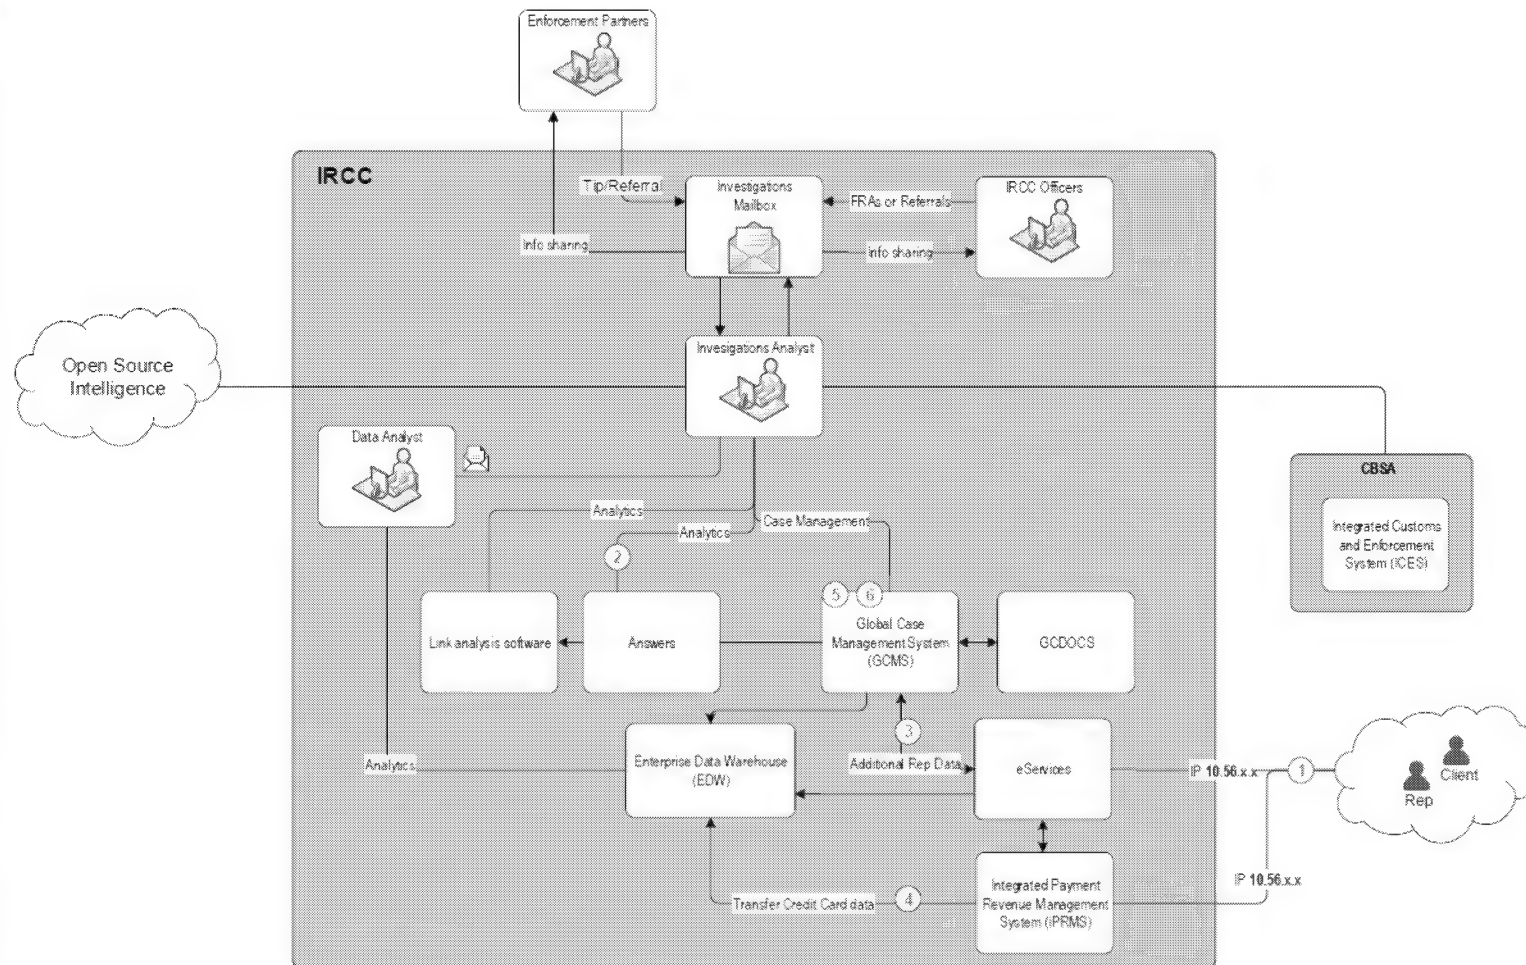 Enforcement Partners
IRCC
Tip/Referral
Investigations
Mailbox
FRAs or Referrals
IRCC Officers
Info sharing
Info sharing
Open Source
Intelligence
Invesigations Analyst
Data Analyst
CBSA
Integrated Customs
and Enforcement
System (ICES)
Analytics
Analytics
Case Management
2
5
6
Link analysis software
Answers
Global Case
Management System
(GCMS)
GCDOCS
3
Analytics
Enterprise Data Warehouse
(EDW)
Additional Rep Data
eServices
IP 10.56.x.x
1
Client
Rep
IP 10.56.x.x
Transfer Credit Card data
4
Integrated Payment
Revenue Management
System (iPRMS)